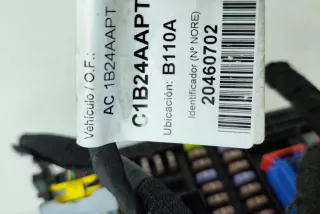 Vehículo / O.F.:
AC 1B24AAPT
C1B24AAPT
Ubicación: B110A
Identificador (Nº NORE)
20460702